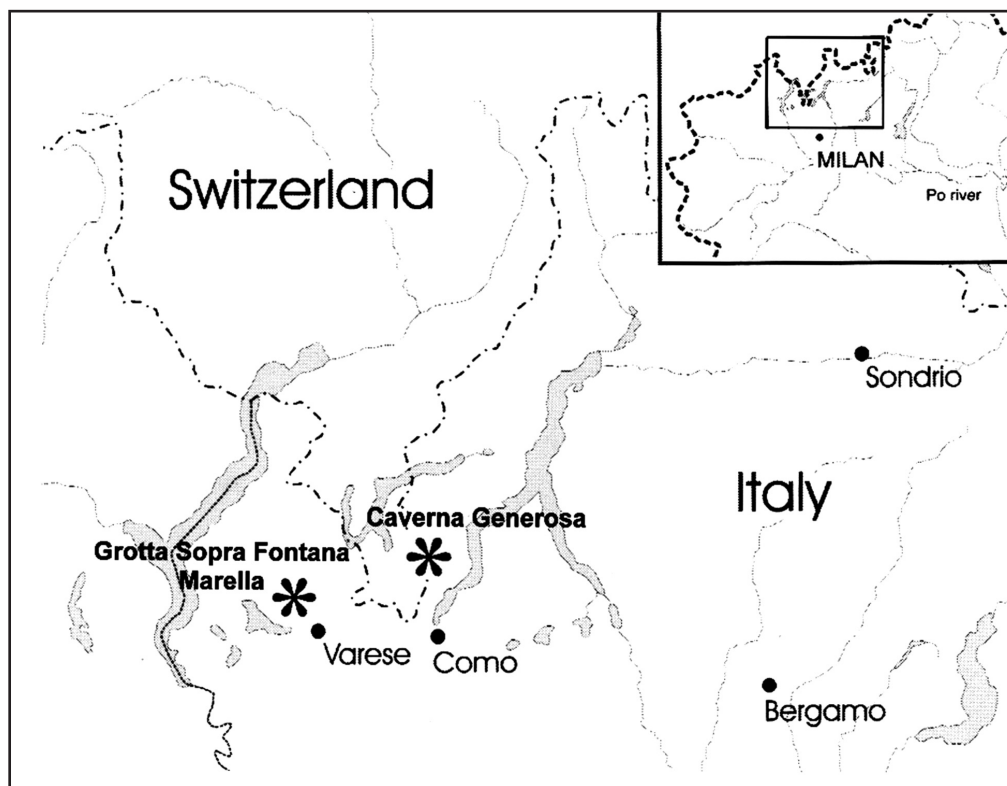 Switzerland
MILAN
Po river
Sondrio
Italy
Caverna Generosa
Grotta Sopra Fontana
Marella
Varese
Como
Bergamo